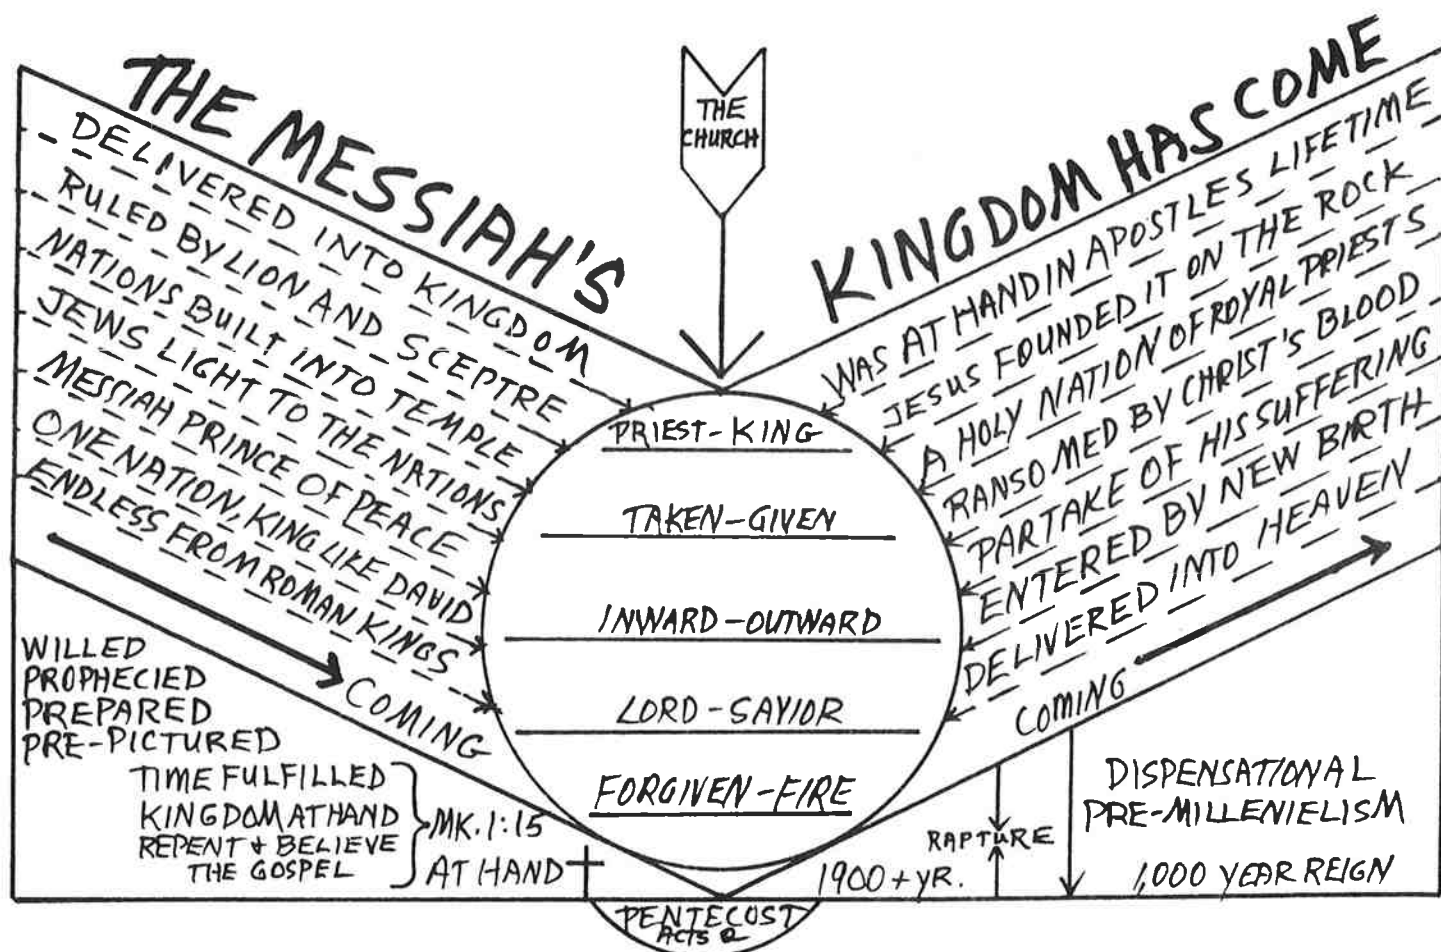 THE MESSIAH'S
KINGDOM HAS COME
THE
CHURCH
DELIVERED INTO KINGDOM
RULED BY LION AND SCEPTRE
NATIONS BUILT INTO TEMPLE
JEWS LIGHT TO THE NATIONS
MESSIAH PRINCE OF PEACE
ONE NATION, KING LIKE DAVID
ENDLESS FROM ROMAN KINGS
COMING
WAS AT HAND IN APOSTLES LIFETIME
JESUS FOUNDED IT ON THE ROCK
A HOLY NATION OF ROYAL PRIESTS
RANSOMED BY CHRIST'S BLOOD
PARTAKE OF HIS SUFFERING
ENTERED BY NEW BIRTH
DELIVERED INTO HEAVEN
COMING
PRIEST-KING
TAKEN-GIVEN
INWARD-OUTWARD
LORD-SAVIOR
FORGIVEN-FIRE
WILLED
PROPHECIED
PREPARED
PRE-PICTURED
TIME FULFILLED
KINGDOM AT HAND
REPENT & BELIEVE
THE GOSPEL
MK. 1:15
AT HAND
PENTECOST
ACTS 2
1900 + YR.
RAPTURE
DISPENSATIONAL
PRE-MILLENIELISM
1,000 YEAR REIGN